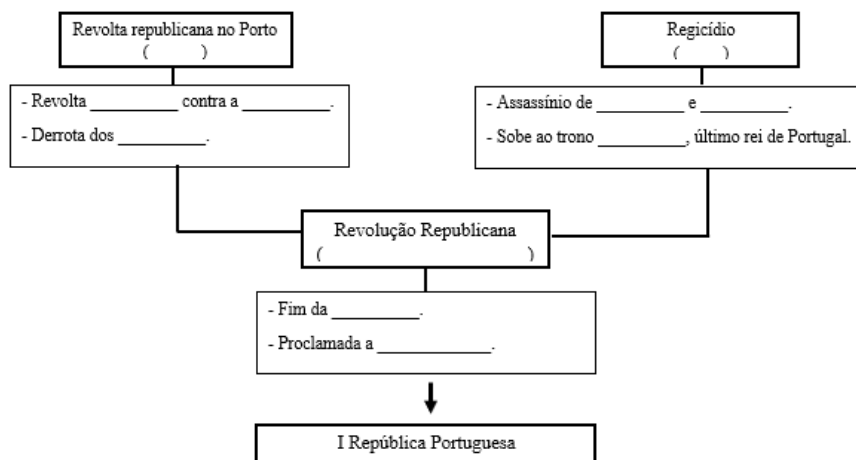 Revolta republicana no Porto
(          )
- Revolta __________ contra a __________.
- Derrota dos __________.
Regicídio
(          )
- Assassínio de __________ e __________.
- Sobe ao trono __________, último rei de Portugal.
Revolução Republicana
(                              )
- Fim da __________.
- Proclamada a _____________.
I República Portuguesa